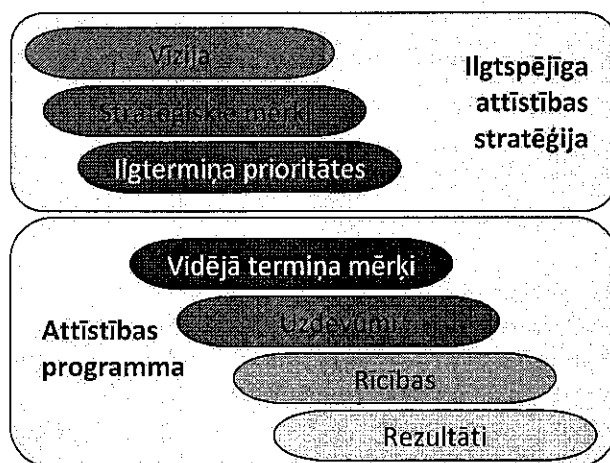 Vīzija
Stratēģiskie mērķi
Ilgtermiņa prioritātes
Ilgtspējīga
attīstības
stratēģija
Vidējā termiņa mērķi
Uzdevumi
Rīcības
Rezultāti
Attīstības
programma